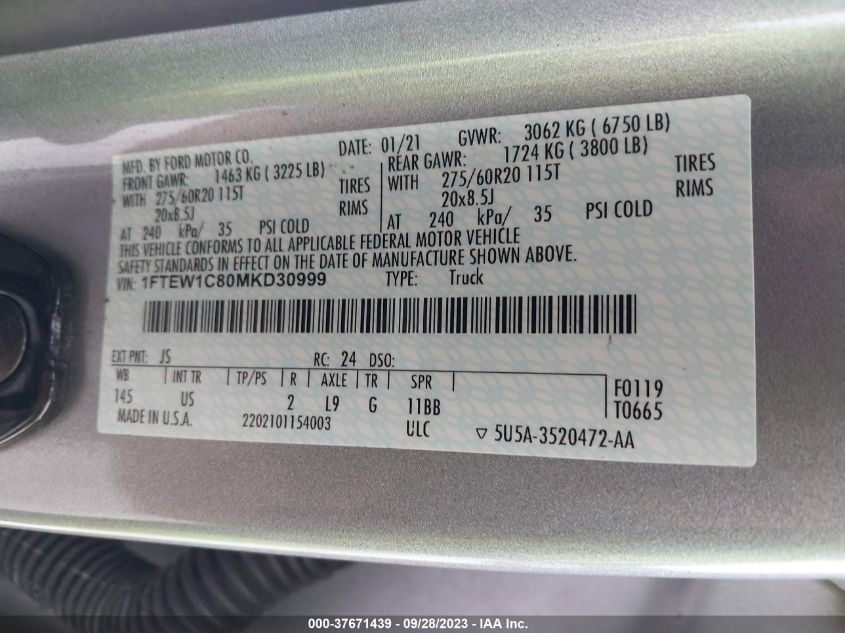 MFD. BY FORD MOTOR CO. DATE: 01/21 GVWR: 3062 KG ( 6750 LB)
FRONT GAWR: 1463 KG ( 3225 LB) REAR GAWR: 1724 KG ( 3800 LB)
WITH 275/60R20 115T TIRES WITH 275/60R20 115T TIRES
20x8.5J RIMS 20x8.5J RIMS
AT 240 kPa/ 35 PSI COLD AT 240 kPa/ 35 PSI COLD
THIS VEHICLE CONFORMS TO ALL APPLICABLE FEDERAL MOTOR VEHICLE
SAFETY STANDARDS IN EFFECT ON THE DATE OF MANUFACTURE SHOWN ABOVE.
VIN: 1FTEW1C80MKD30999 TYPE: Truck
EXT PNT: JS RC: 24 DSO:
WB INT TR TP/PS R AXLE TR SPR F0119
145 US 2 L9 G 11BB T0665
MADE IN U.S.A. 2202101154003 ULC ▽ 5U5A-3520472-AA
000-37671439 - 09/28/2023 - IAA Inc.